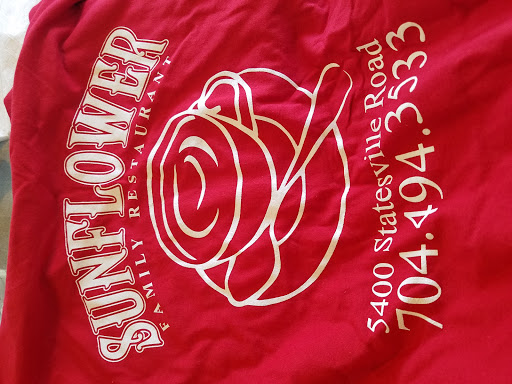 SUNFLOWER
FAMILY RESTAURANT
5400 Statesville Road
704.494.3533